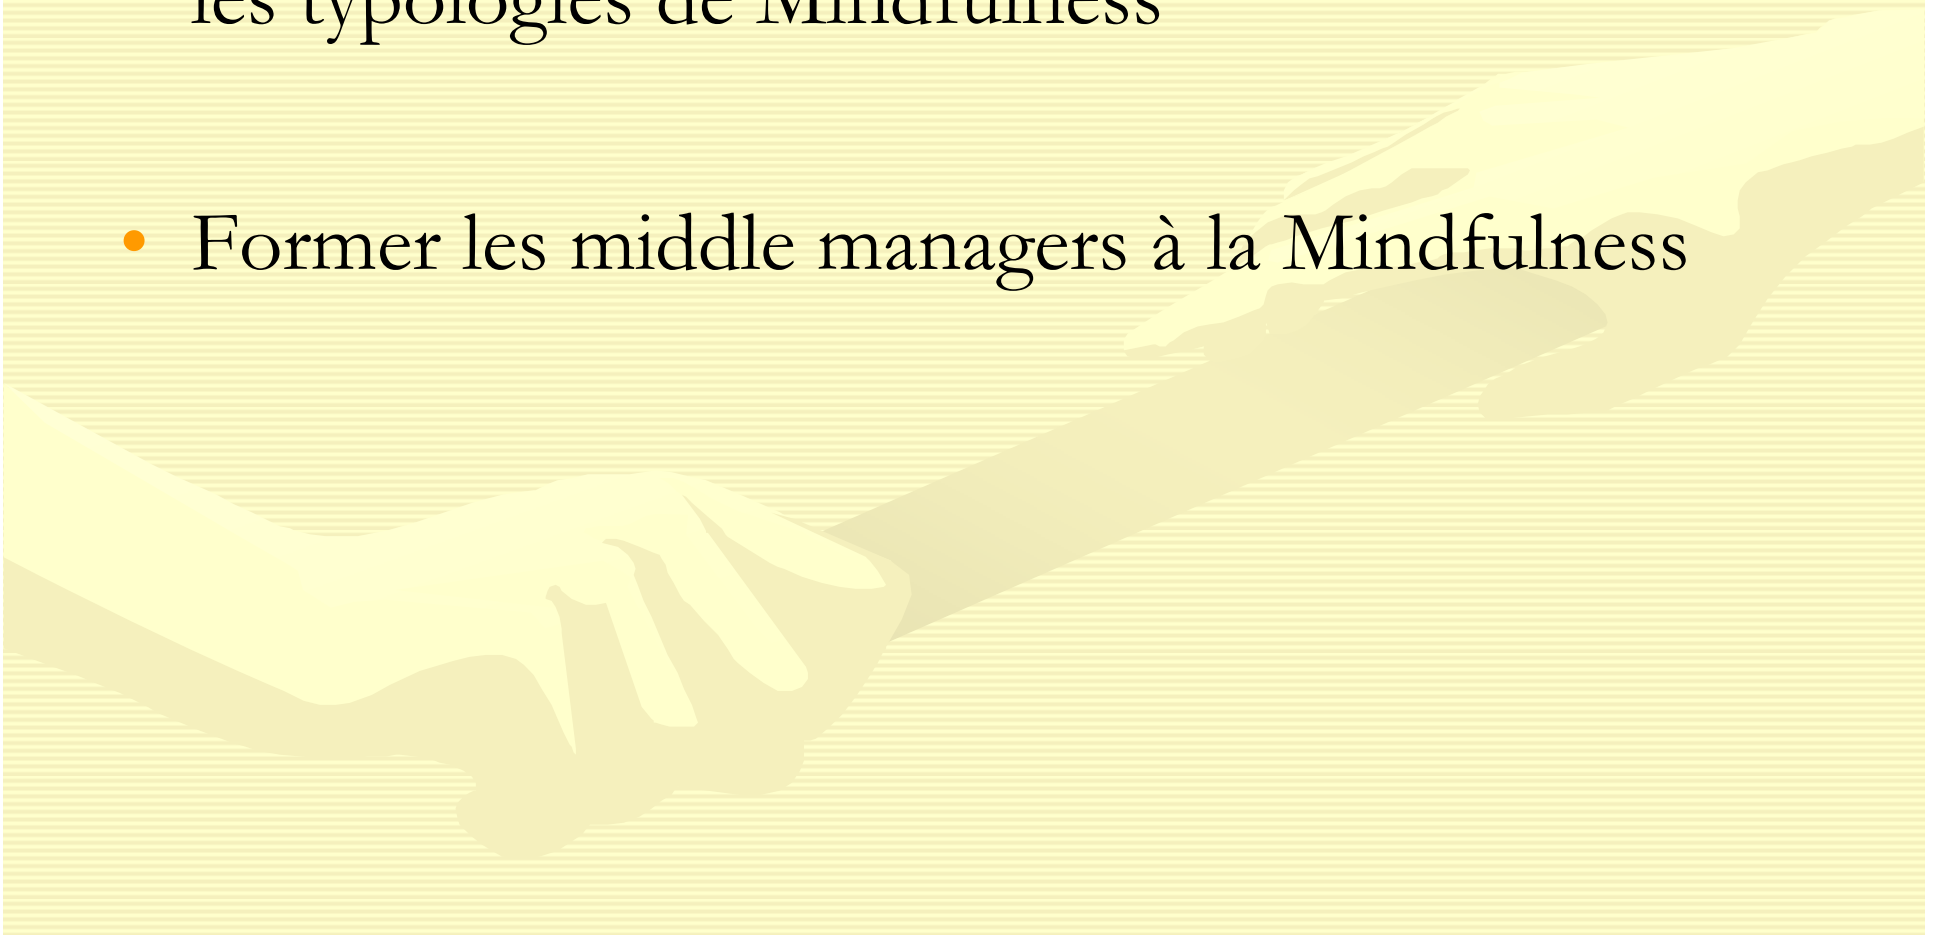 les typologies de Mindfulness
• Former les middle managers à la Mindfulness